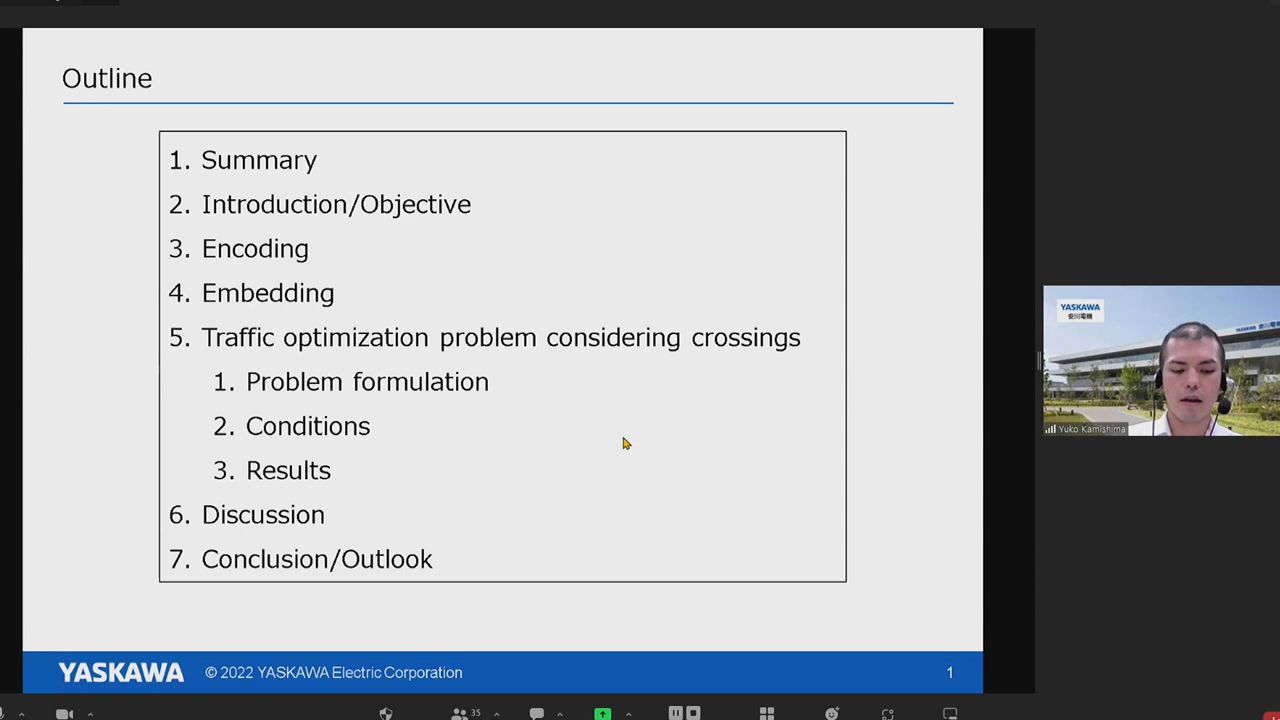 Outline
1. Summary
2. Introduction/Objective
3. Encoding
4. Embedding
5. Traffic optimization problem considering crossings
1. Problem formulation
2. Conditions
3. Results
6. Discussion
7. Conclusion/Outlook
YASKAWA
© 2022 YASKAWA Electric Corporation
1
YASKAWA
安川電機
YASKAWA
Yuko Kamishima
35